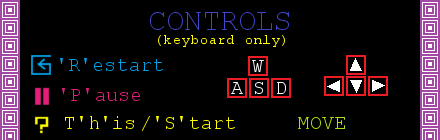 CONTROLS
(keyboard only)
'R'estart
W
'P'ause
A S D
T'h'is/'S'tart
MOVE